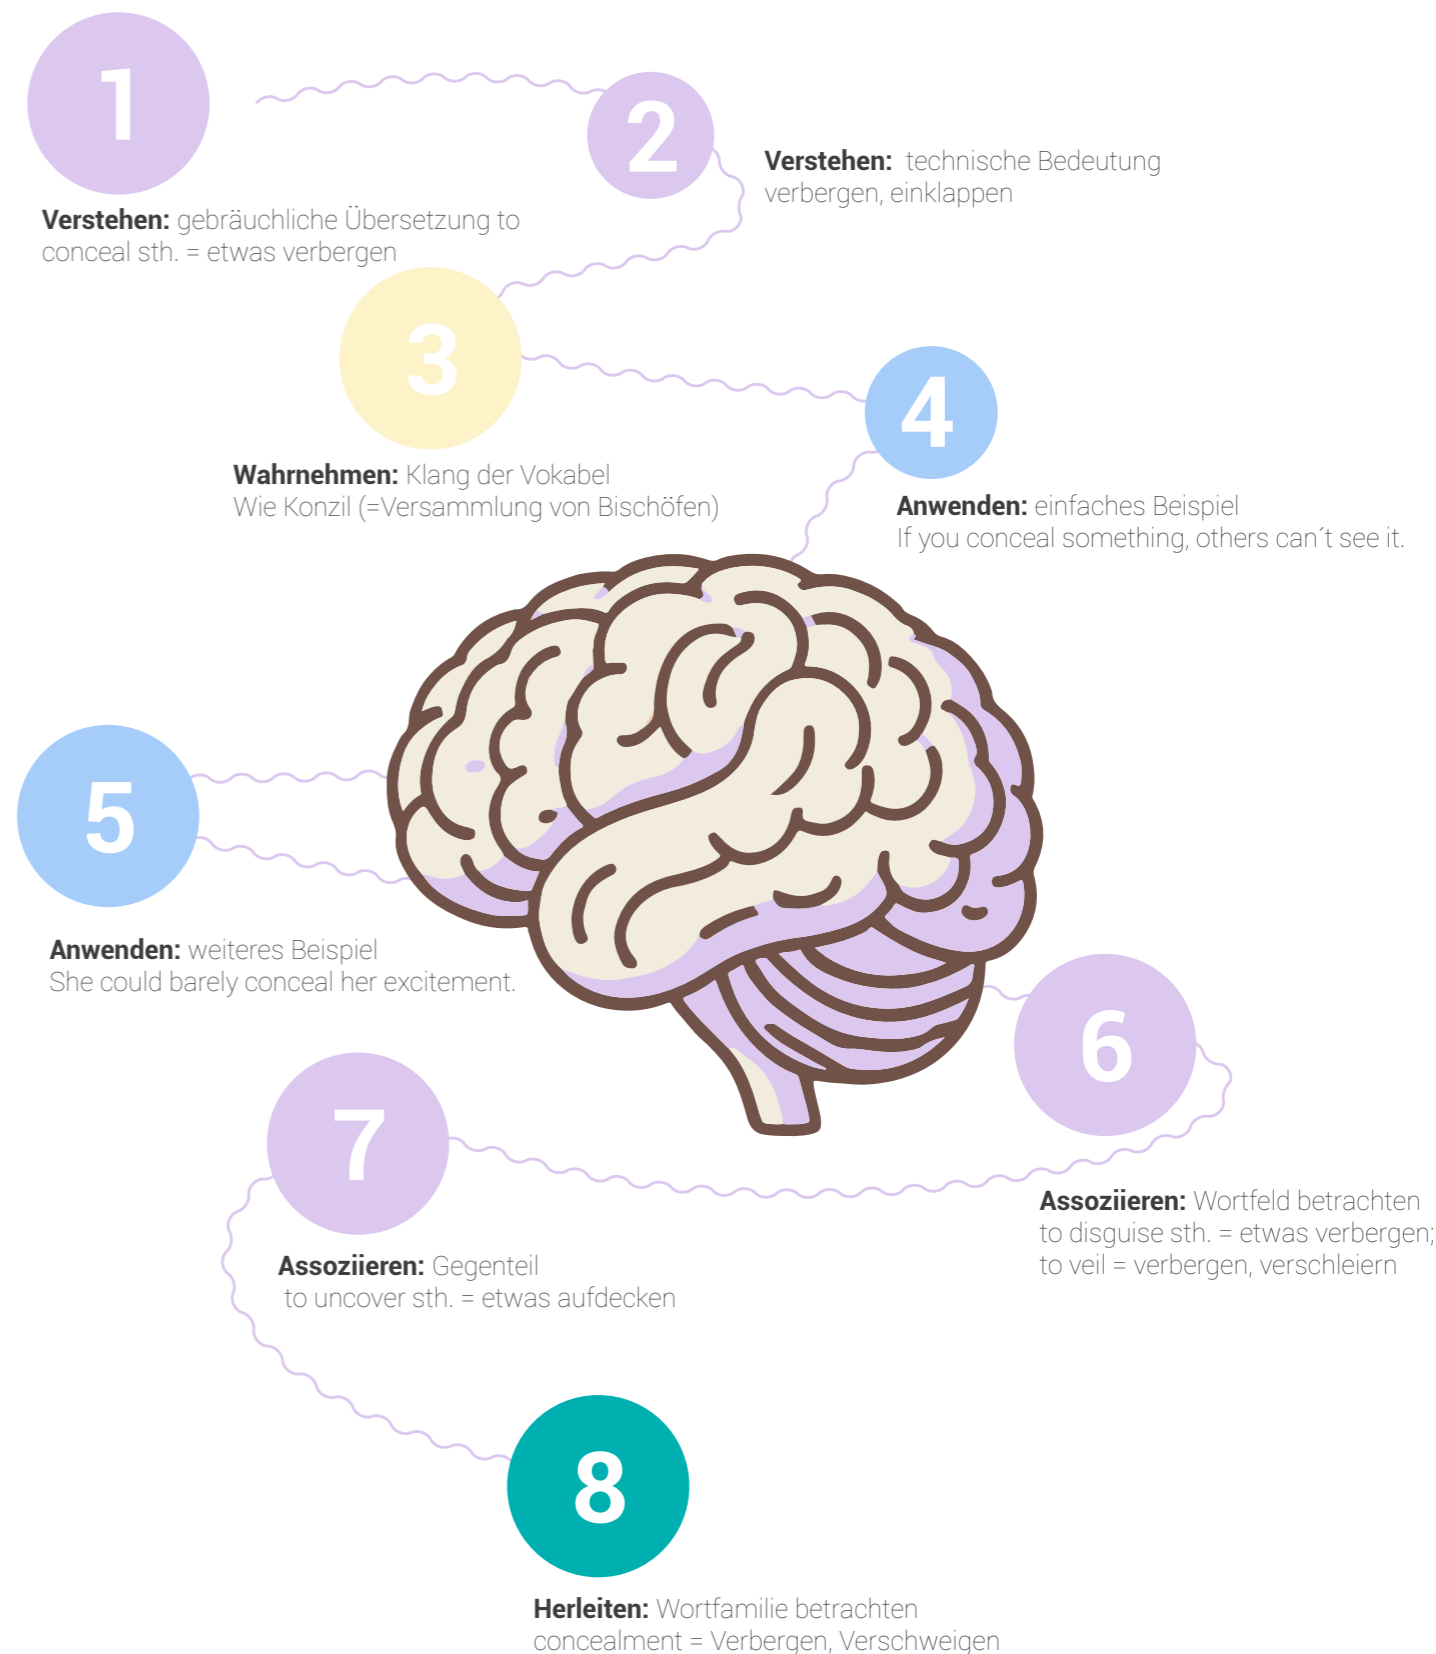 1
Verstehen: gebräuchliche Übersetzung to
conceal sth. = etwas verbergen
2
Verstehen: technische Bedeutung
verbergen, einklappen
3
Wahrnehmen: Klang der Vokabel
Wie Konzil (=Versammlung von Bischöfen)
4
Anwenden: einfaches Beispiel
If you conceal something, others can´t see it.
5
Anwenden: weiteres Beispiel
She could barely conceal her excitement.
6
Assoziieren: Wortfeld betrachten
to disguise sth. = etwas verbergen;
to veil = verbergen, verschleiern
7
Assoziieren: Gegenteil
to uncover sth. = etwas aufdecken
8
Herleiten: Wortfamilie betrachten
concealment = Verbergen, Verschweigen